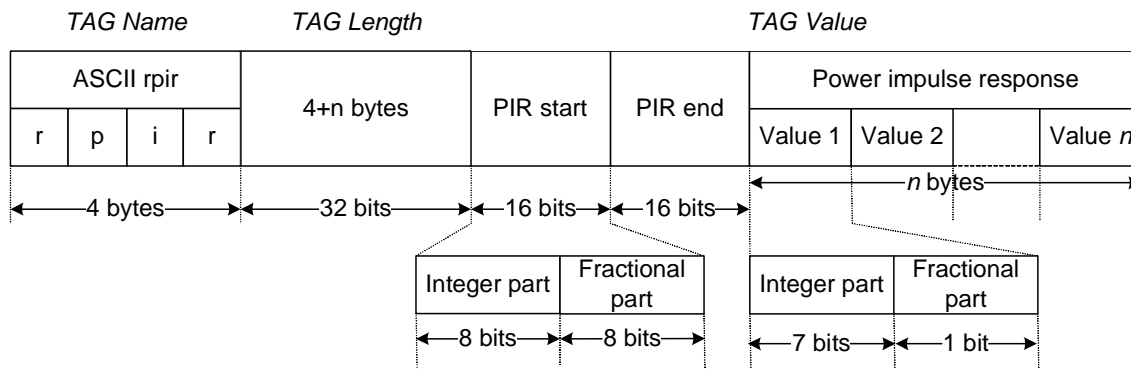 TAG Name TAG Length TAG Value
ASCII rpir 4+n bytes PIR start PIR end Power impulse response
r p i r Value 1 Value 2 Value n
4 bytes 32 bits 16 bits 16 bits n bytes
Integer part Fractional part Integer part Fractional part
8 bits 8 bits 7 bits 1 bit